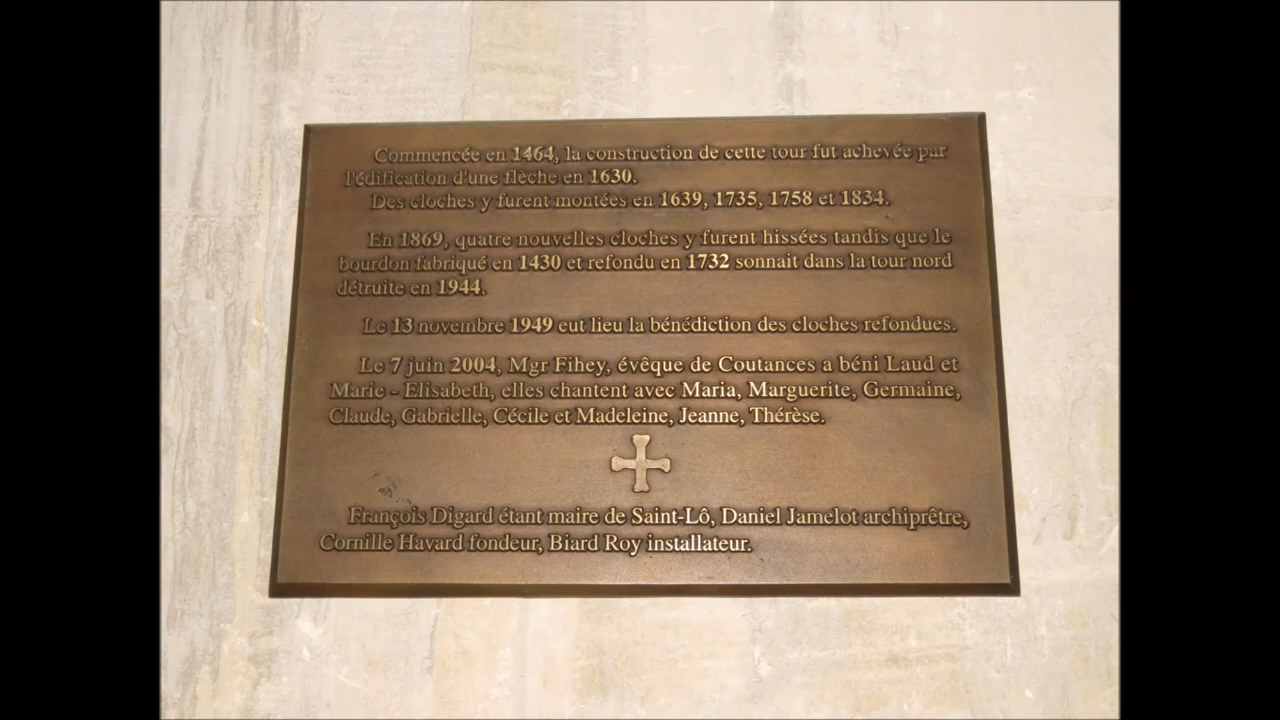 Commencée en 1464, la construction de cette tour fut achevée par
l'édification d'une flèche en 1630.
Des cloches y furent montées en 1639, 1735, 1758 et 1834.
En 1869, quatre nouvelles cloches y furent hissées tandis que le
bourdon fabriqué en 1430 et refondu en 1732 sonnait dans la tour nord
détruite en 1944.
Le 13 novembre 1949 eut lieu la bénédiction des cloches refondues.
Le 7 juin 2004, Mgr Fihey, évêque de Coutances a béni Laud et
Marie - Elisabeth, elles chantent avec Maria, Marguerite, Germaine,
Claude, Gabrielle, Cécile et Madeleine, Jeanne, Thérèse.
François Digard étant maire de Saint-Lô, Daniel Jamelot archiprêtre,
Cornille Havard fondeur, Biard Roy installateur.